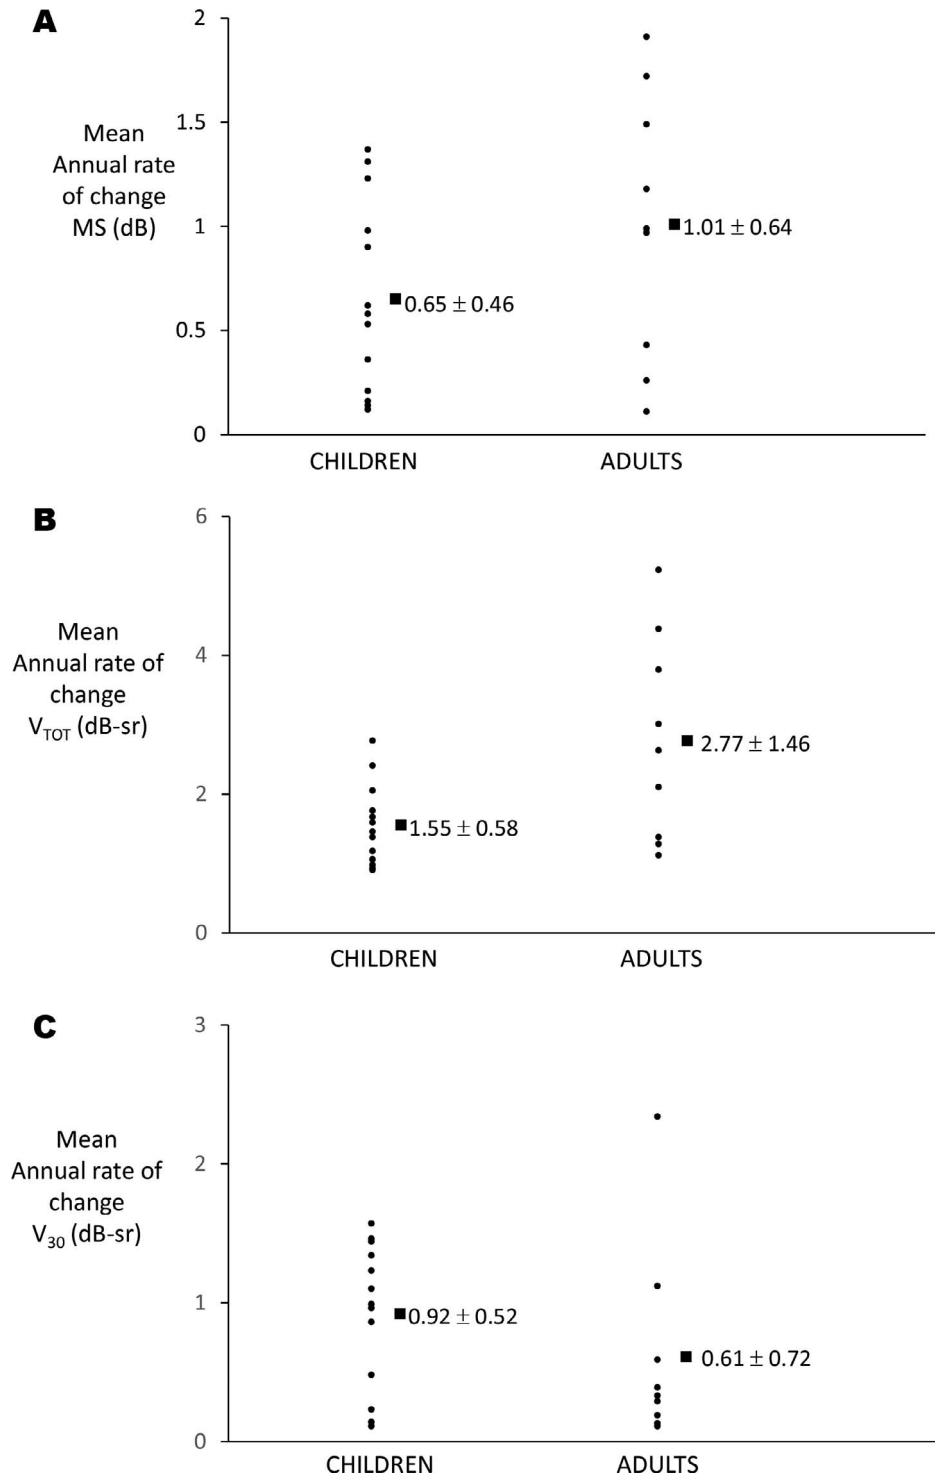 A
2
1.5
1
0.5
0
Mean
Annual rate
of change
MS (dB)
0.65 ± 0.46
1.01 ± 0.64
CHILDREN ADULTS
B
6
4
2
0
Mean
Annual rate of
change
V_TOT (dB-sr)
1.55 ± 0.58
2.77 ± 1.46
CHILDREN ADULTS
C
3
2
1
0
Mean
Annual rate of
change
V_30 (dB-sr)
0.92 ± 0.52
0.61 ± 0.72
CHILDREN ADULTS